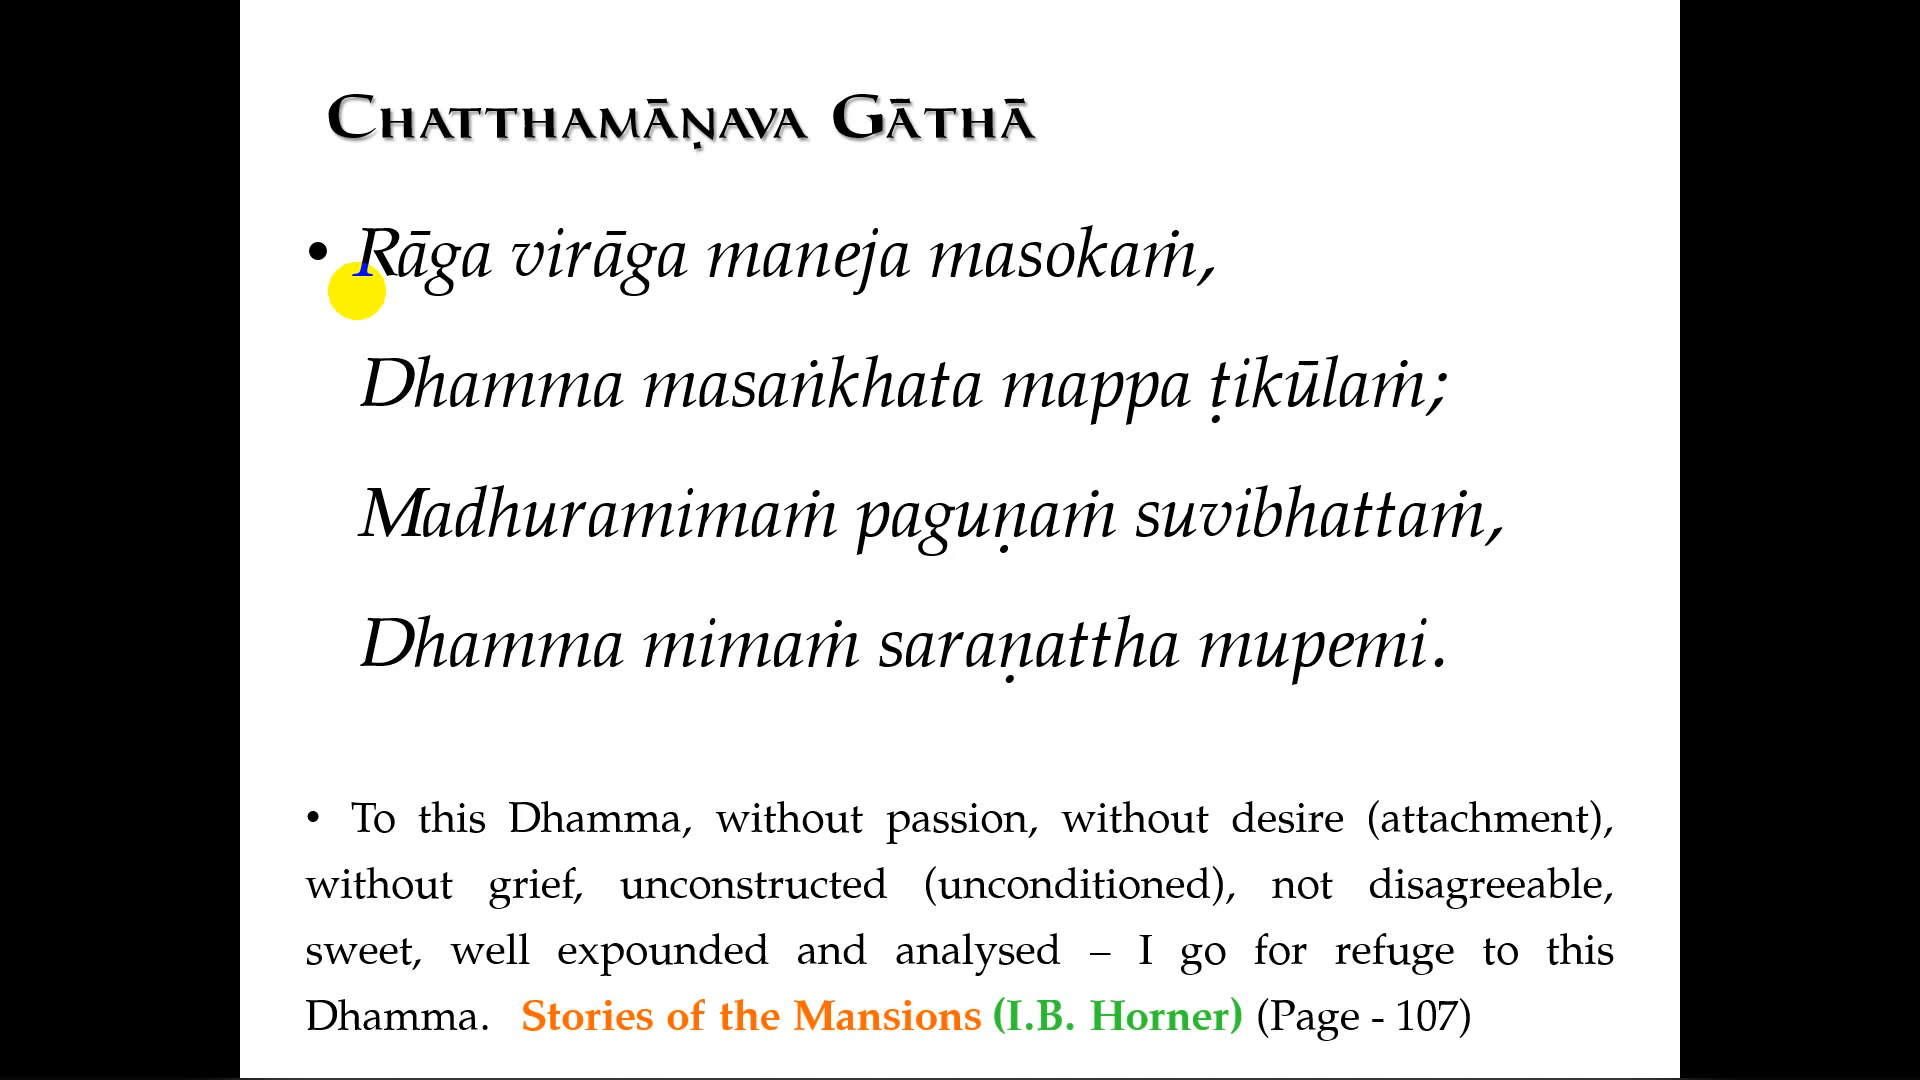 Chatthamāṇava Gāthā
• Rāga virāga maneja masokaṁ,
Dhamma masaṅkhata mappa ṭikūlaṁ;
Madhuramimaṁ paguṇaṁ suvibhattaṁ,
Dhamma mimaṁ saraṇattha mupemi.
• To this Dhamma, without passion, without desire (attachment),
without grief, unconstructed (unconditioned), not disagreeable,
sweet, well expounded and analysed – I go for refuge to this
Dhamma. Stories of the Mansions (I.B. Horner) (Page - 107)